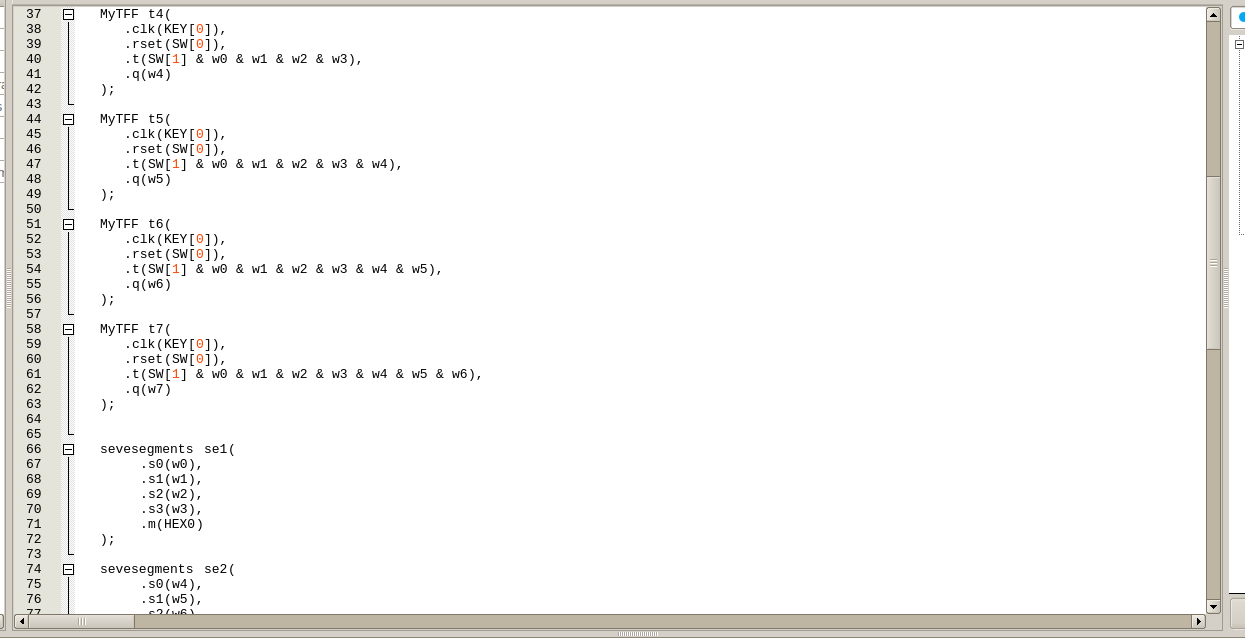 37 MyTFF t4(
38 .clk(KEY[0]),
39 .rset(SW[0]),
40 .t(SW[1] & w0 & w1 & w2 & w3),
41 .q(w4)
42 );
43
44 MyTFF t5(
45 .clk(KEY[0]),
46 .rset(SW[0]),
47 .t(SW[1] & w0 & w1 & w2 & w3 & w4),
48 .q(w5)
49 );
50
51 MyTFF t6(
52 .clk(KEY[0]),
53 .rset(SW[0]),
54 .t(SW[1] & w0 & w1 & w2 & w3 & w4 & w5),
55 .q(w6)
56 );
57
58 MyTFF t7(
59 .clk(KEY[0]),
60 .rset(SW[0]),
61 .t(SW[1] & w0 & w1 & w2 & w3 & w4 & w5 & w6),
62 .q(w7)
63 );
64
65
66 sevesegments se1(
67 .s0(w0),
68 .s1(w1),
69 .s2(w2),
70 .s3(w3),
71 .m(HEX0)
72 );
73
74 sevesegments se2(
75 .s0(w4),
76 .s1(w5),
77 .s2(w6)